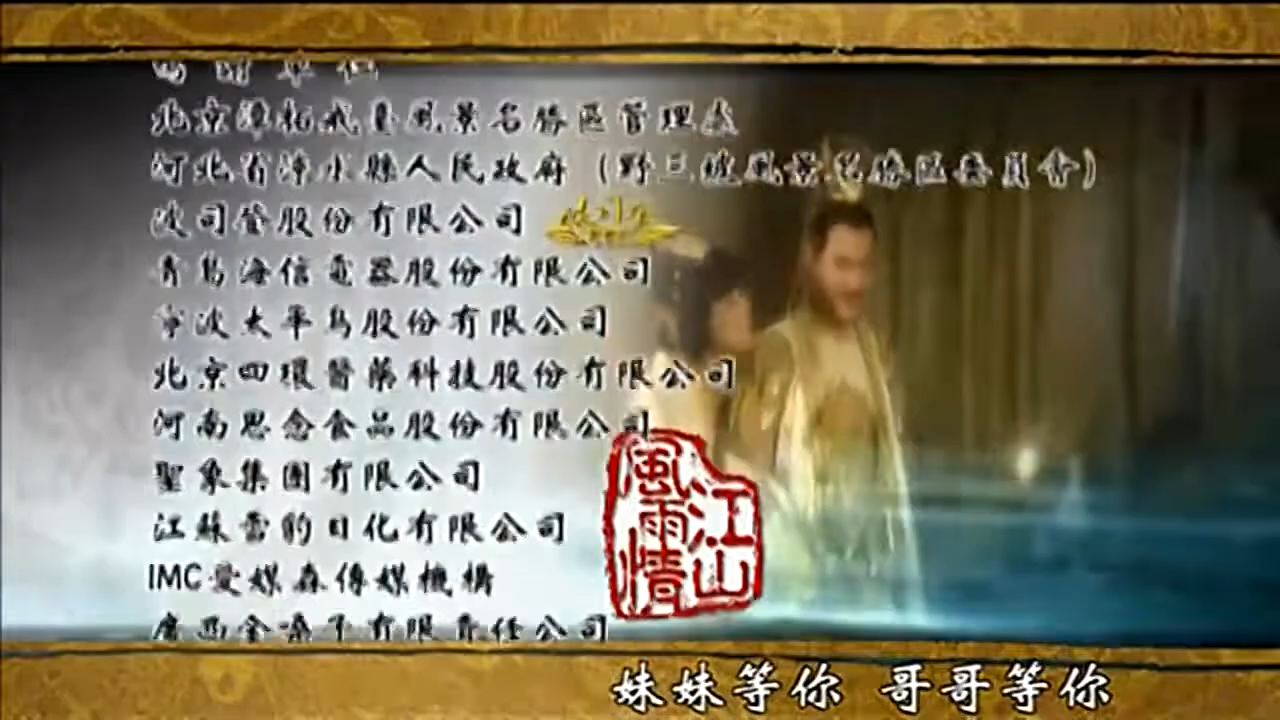 北京潭柘戒臺風景名勝區管理處
河北省淶水縣人民政府（野三坡風景名勝區委員會）
波司登股份有限公司
青島海信電器股份有限公司
寧波太平鳥股份有限公司
北京四環醫藥科技股份有限公司
河南思念食品股份有限公司
聖象集團有限公司
江蘇雪豹日化有限公司
IMC愛媒森傳媒機構
廣西金嗓子有限責任公司
江山
風雨情
妹妹等你 哥哥等你